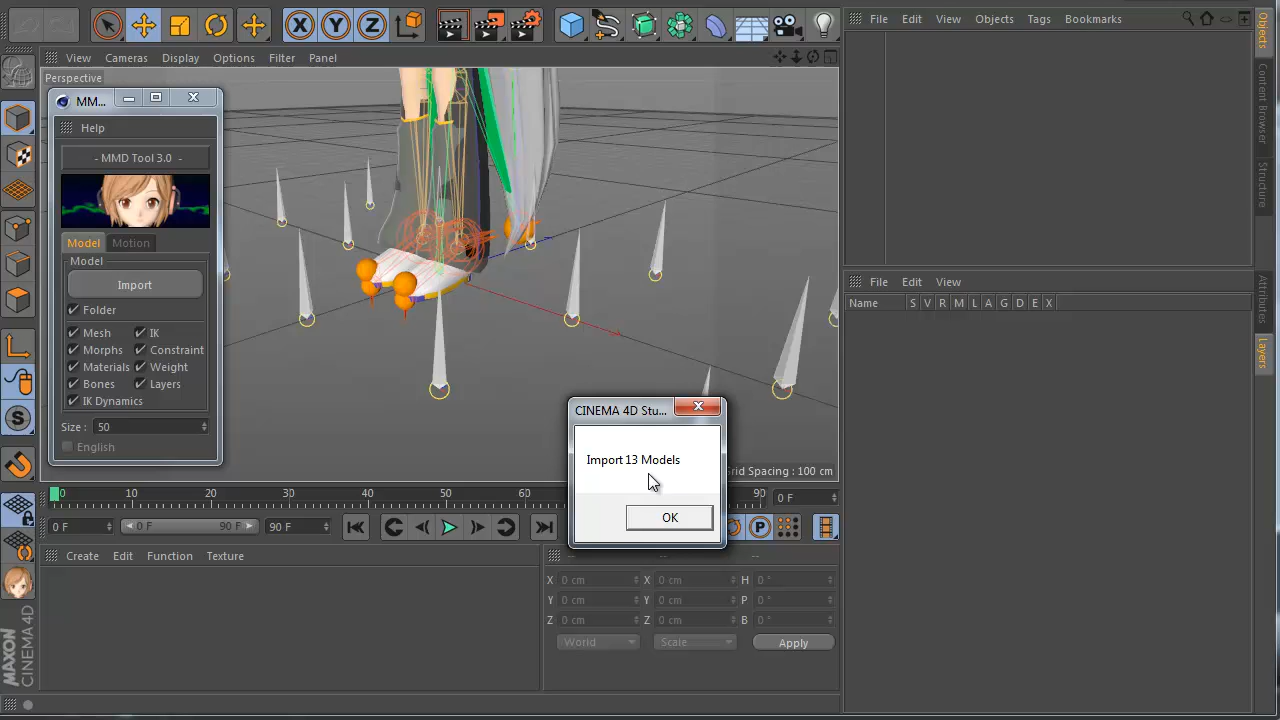 File Edit View Objects Tags Bookmarks
View Cameras Display Options Filter Panel
Perspective
MM...
Help
- MMD Tool 3.0 -
Model Motion
Model
Import
Folder
Mesh IK
Morphs Constraint
Materials Weight
Bones Layers
IK Dynamics
Size : 50
English
CINEMA 4D Stu...
Import 13 Models
OK
Grid Spacing : 100 cm
0 10 20 30 40 50 60 90 0 F
0 F 0 F 90 F 90 F
Create Edit Function Texture
X 0 cm X 0 cm H 0 °
Y 0 cm Y 0 cm P 0 °
Z 0 cm Z 0 cm B 0 °
World Scale Apply
File Edit View
Name S V R M L A G D E X
Objects
Content Browser
Structure
Attributes
Layers
MAXON
CINEMA 4D